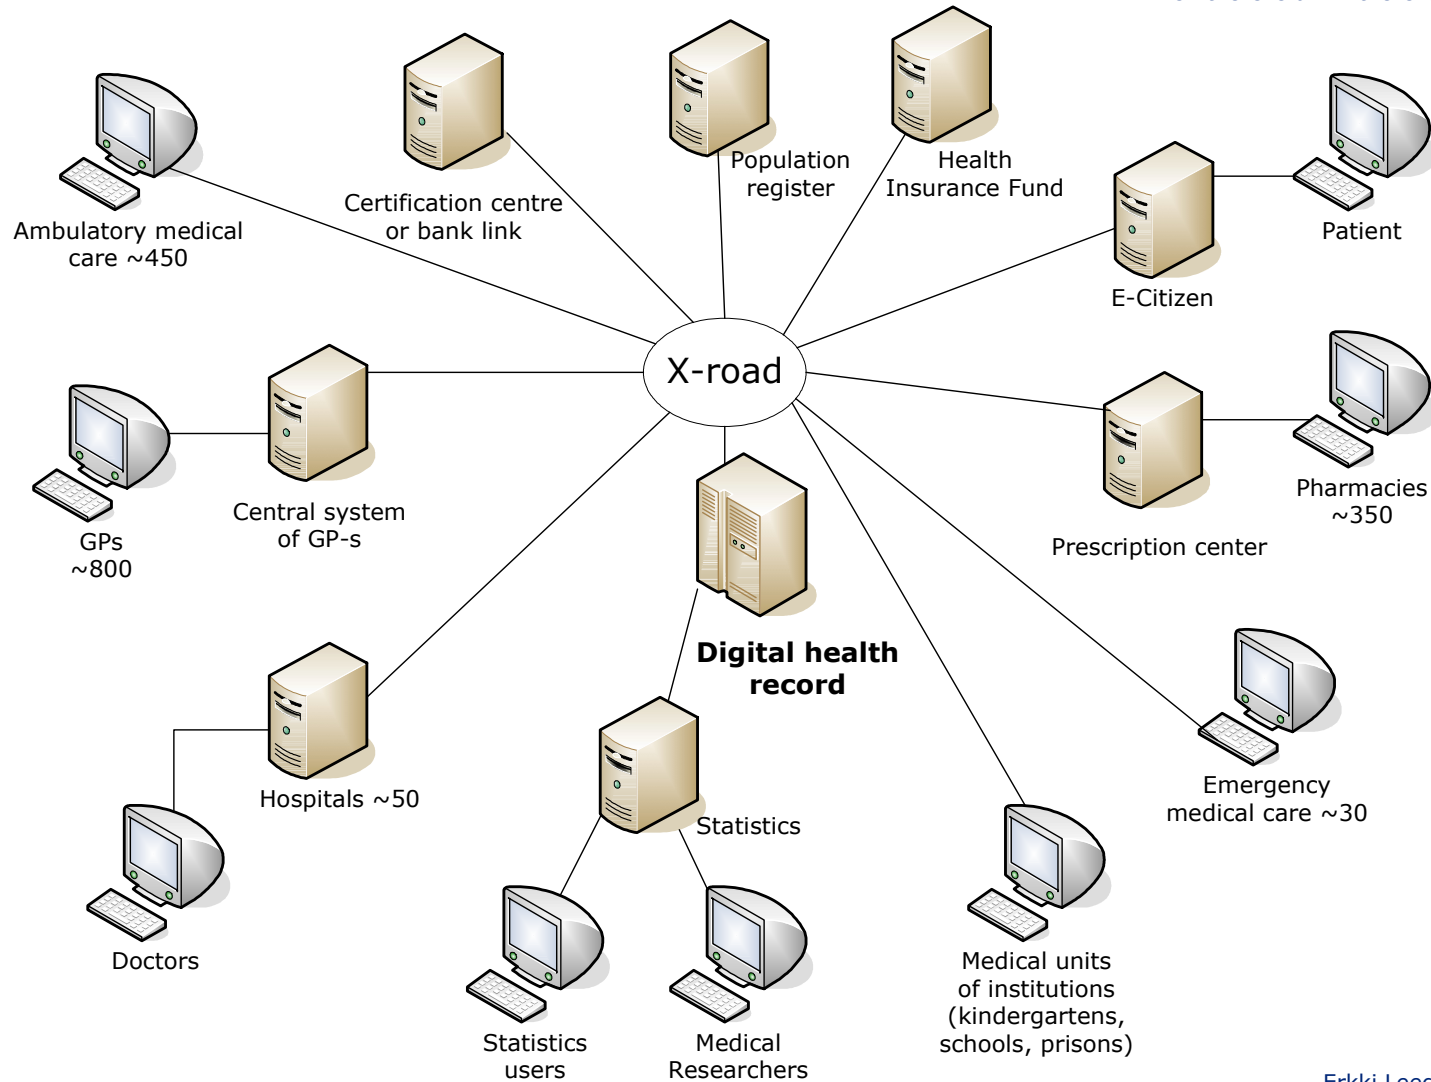 Population
register
Health
Insurance Fund
Certification centre
or bank link
Ambulatory medical
care ~450
Patient
E-Citizen
X-road
Central system
of GP-s
GPs
~800
Pharmacies
~350
Prescription center
Digital health
record
Hospitals ~50
Statistics
Emergency
medical care ~30
Doctors
Medical units
of institutions
(kindergartens,
schools, prisons)
Statistics
users
Medical
Researchers
Erkki